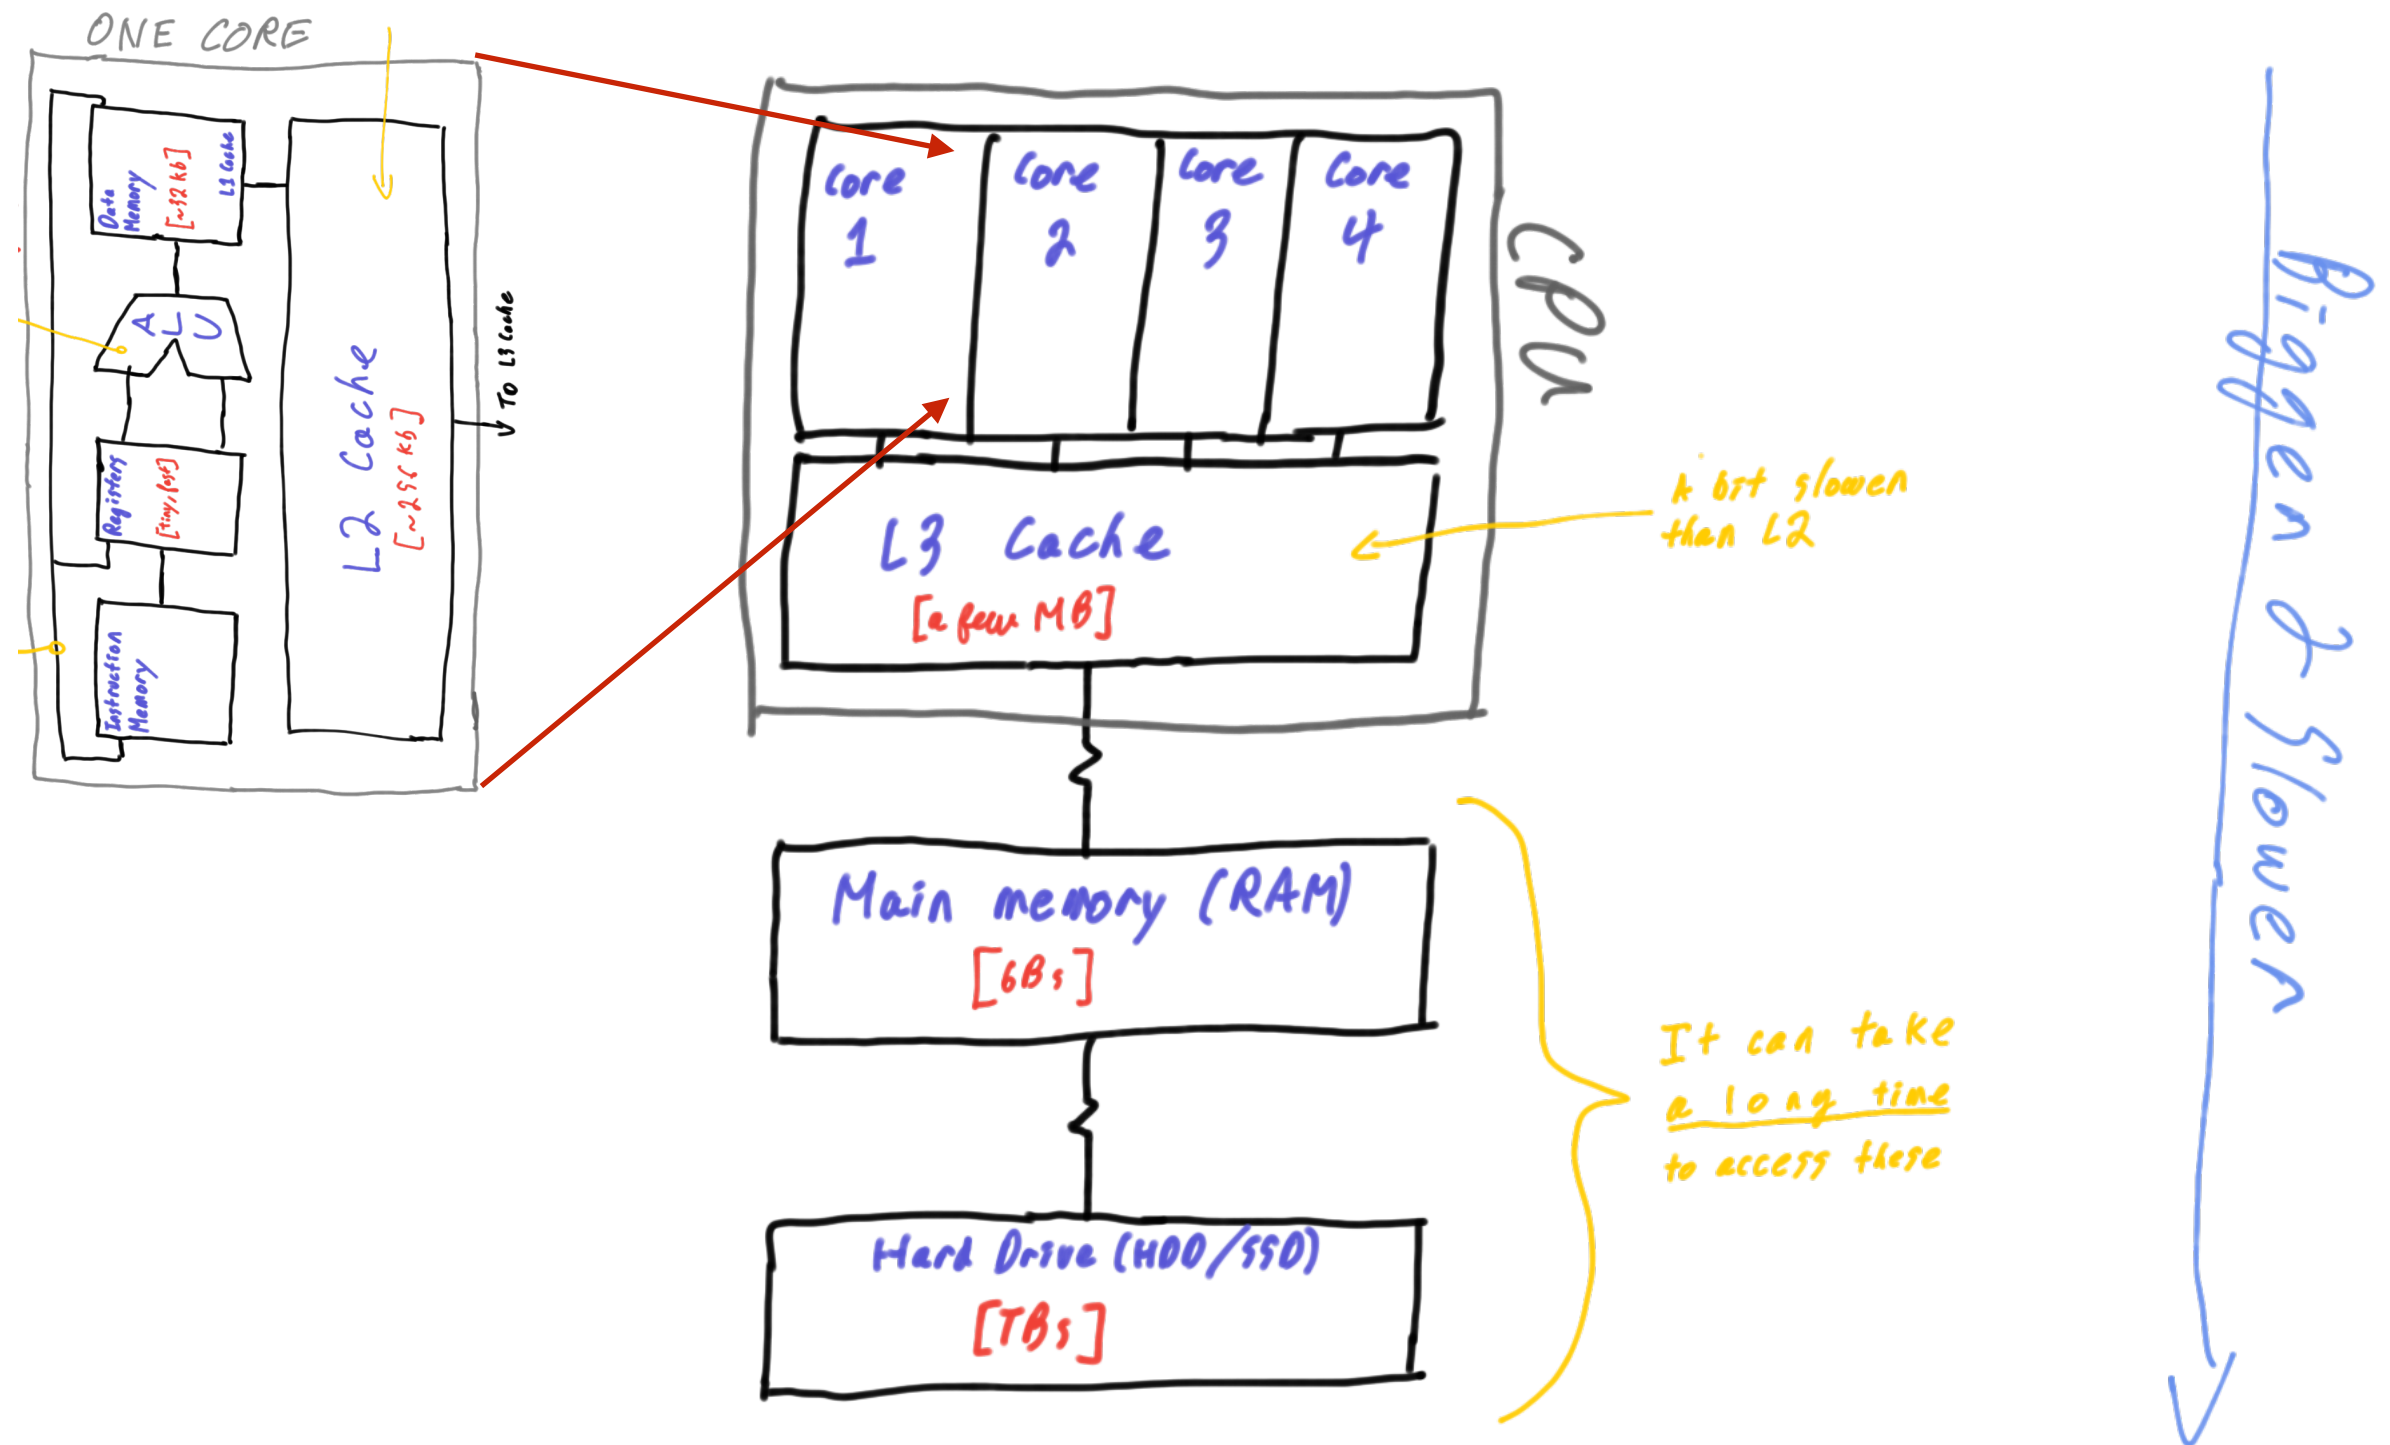 ONE CORE
Data
Memory
[~32 kb]
L1 Cache
ALU
Registers
[tiny, fast]
Instruction
Memory
L2 Cache
[~256 kb]
To L3 Cache
Core
1
Core
2
Core
3
Core
4
CPU
L3 Cache
[a few MB]
A bit slower
than L2
Main memory (RAM)
[GBs]
It can take
a long time
to access these
Hard Drive (HDD/SSD)
[TBs]
Bigger & Slower